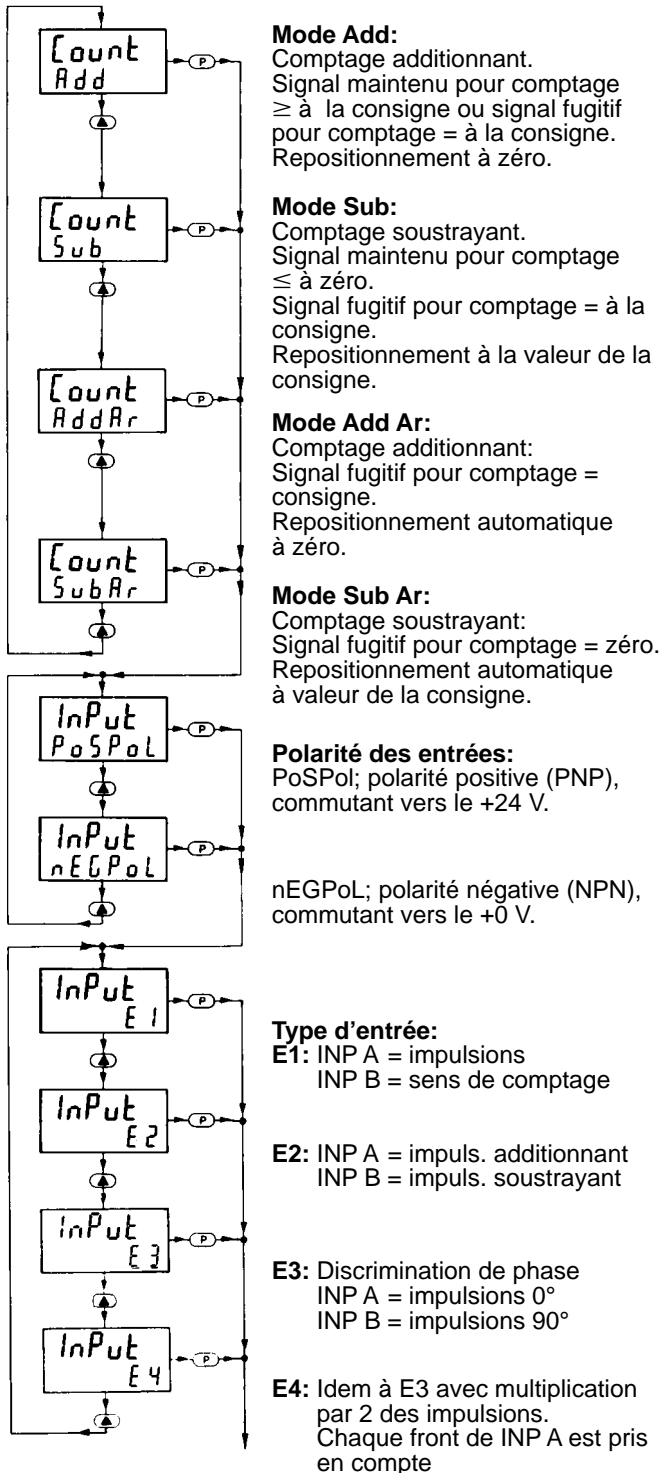 Count
Add
P
Mode Add:
Comptage additionnant.
Signal maintenu pour comptage
≥ à la consigne ou signal fugitif
pour comptage = à la consigne.
Repositionnement à zéro.
Count
Sub
P
Mode Sub:
Comptage soustrayant.
Signal maintenu pour comptage
≤ à zéro.
Signal fugitif pour comptage = à la
consigne.
Repositionnement à la valeur de la
consigne.
Count
AddAr
P
Mode Add Ar:
Comptage additionnant:
Signal fugitif pour comptage =
consigne.
Repositionnement automatique
à zéro.
Count
SubAr
P
Mode Sub Ar:
Comptage soustrayant:
Signal fugitif pour comptage = zéro.
Repositionnement automatique
à valeur de la consigne.
InPut
PoSPoL
P
Polarité des entrées:
PoSPol; polarité positive (PNP),
commutant vers le +24 V.
InPut
nEGPoL
P
nEGPoL; polarité négative (NPN),
commutant vers le +0 V.
InPut
E1
P
Type d'entrée:
E1: INP A = impulsions
INP B = sens de comptage
InPut
E2
P
E2: INP A = impuls. additionnant
INP B = impuls. soustrayant
InPut
E3
P
E3: Discrimination de phase
INP A = impulsions 0°
INP B = impulsions 90°
InPut
E4
P
E4: Idem à E3 avec multiplication
par 2 des impulsions.
Chaque front de INP A est pris
en compte